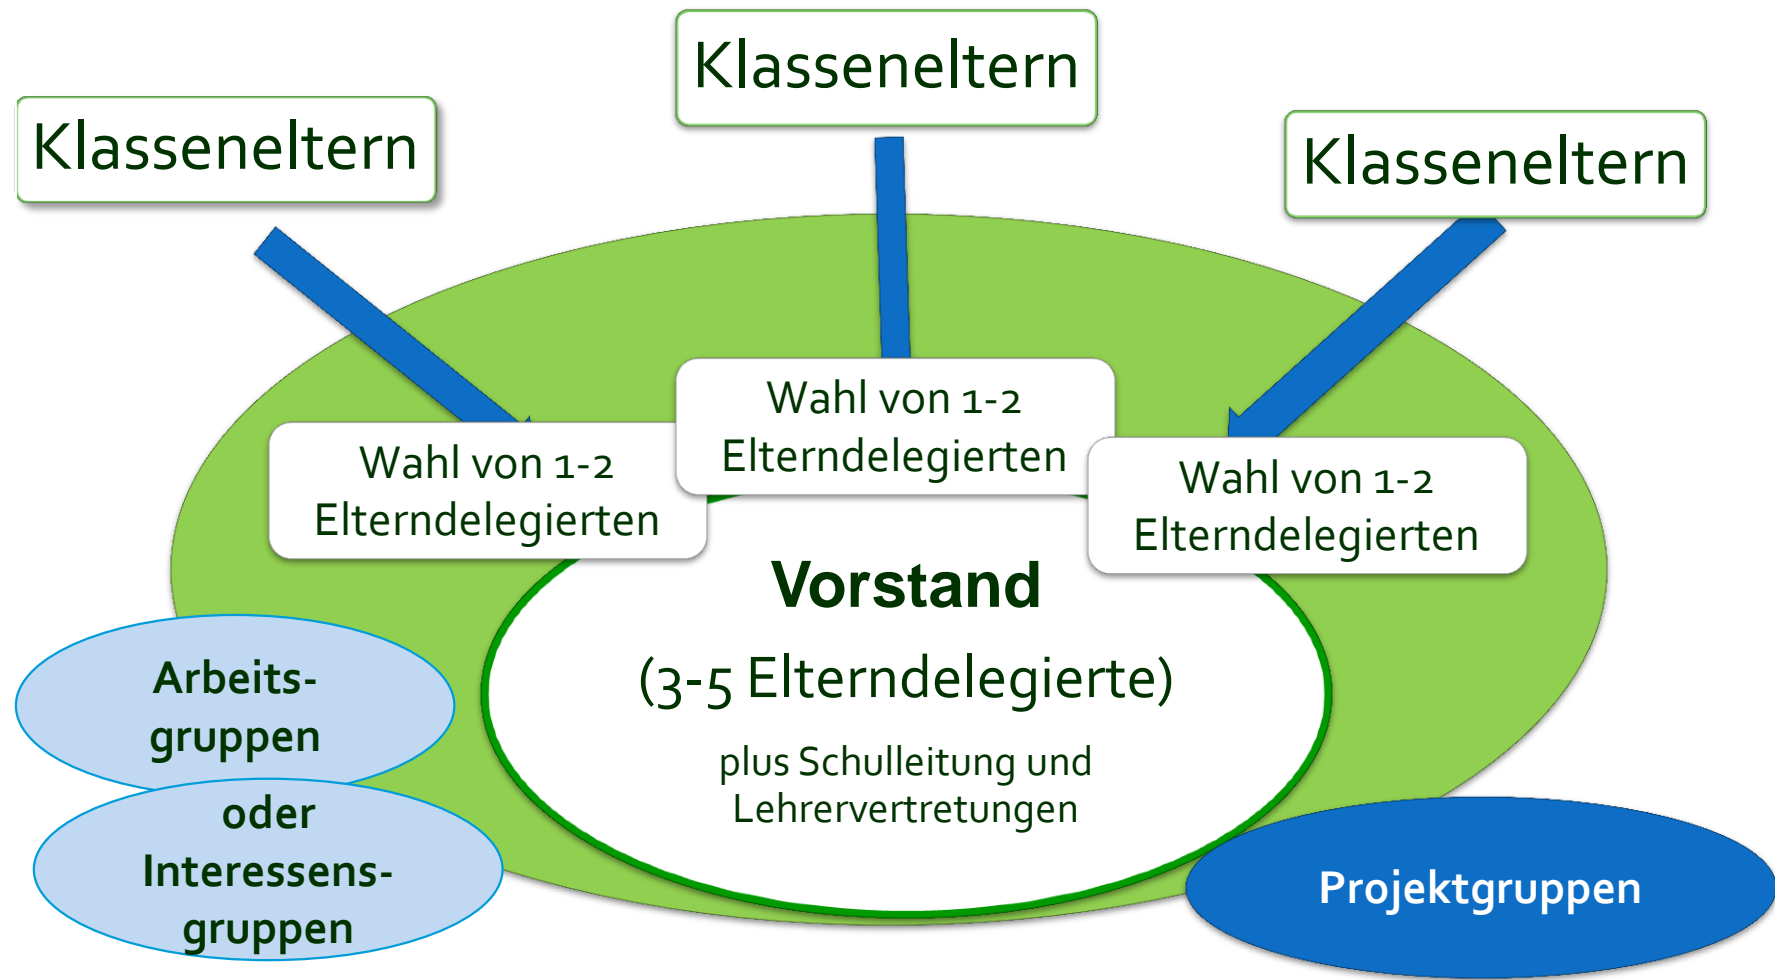 Klasseneltern
Klasseneltern
Klasseneltern
Wahl von 1-2
Elterndelegierten
Wahl von 1-2
Elterndelegierten
Wahl von 1-2
Elterndelegierten
Vorstand
(3-5 Elterndelegierte)
plus Schulleitung und
Lehrervertretungen
Arbeits-
gruppen
oder
Interessens-
gruppen
Projektgruppen